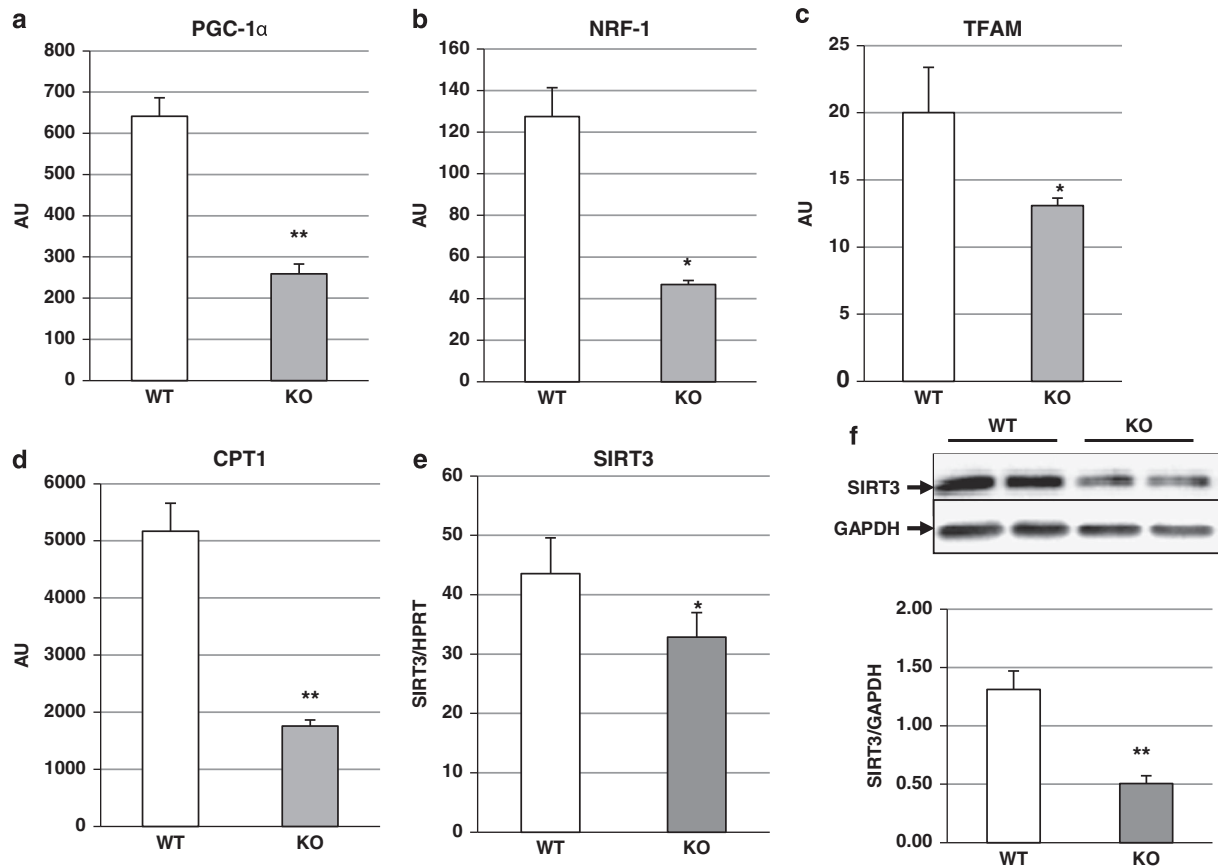 a
PGC-1α
800
700
600
500
400
300
200
100
0
AU
**
WT KO
b
NRF-1
160
140
120
100
80
60
40
20
0
AU
*
WT KO
c
TFAM
25
20
15
10
5
0
AU
*
WT KO
d
CPT1
6000
5000
4000
3000
2000
1000
0
AU
**
WT KO
e
SIRT3
60
50
40
30
20
10
0
SIRT3/HPRT
*
WT KO
f
WT KO
SIRT3
GAPDH
2.00
1.50
1.00
0.50
0.00
SIRT3/GAPDH
**
WT KO